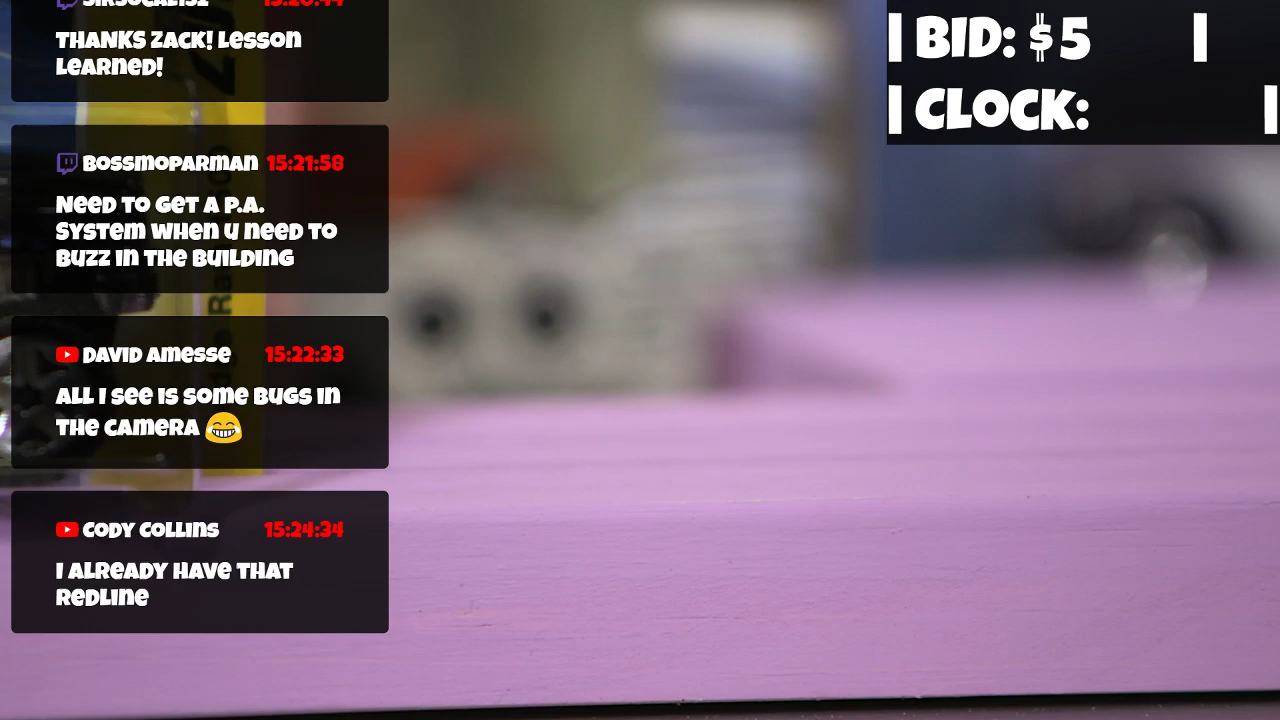 THANKS ZACK! Lesson
Learned!
BOSSMOPARMAN 15:21:58
Need to get a P.A.
System when u need to
buzz in the building
David Amesse 15:22:33
All I see is some bugs in
the camera 😂
Cody Collins 15:24:34
I already have that
redline
| BID: $5 |
| CLOCK: |